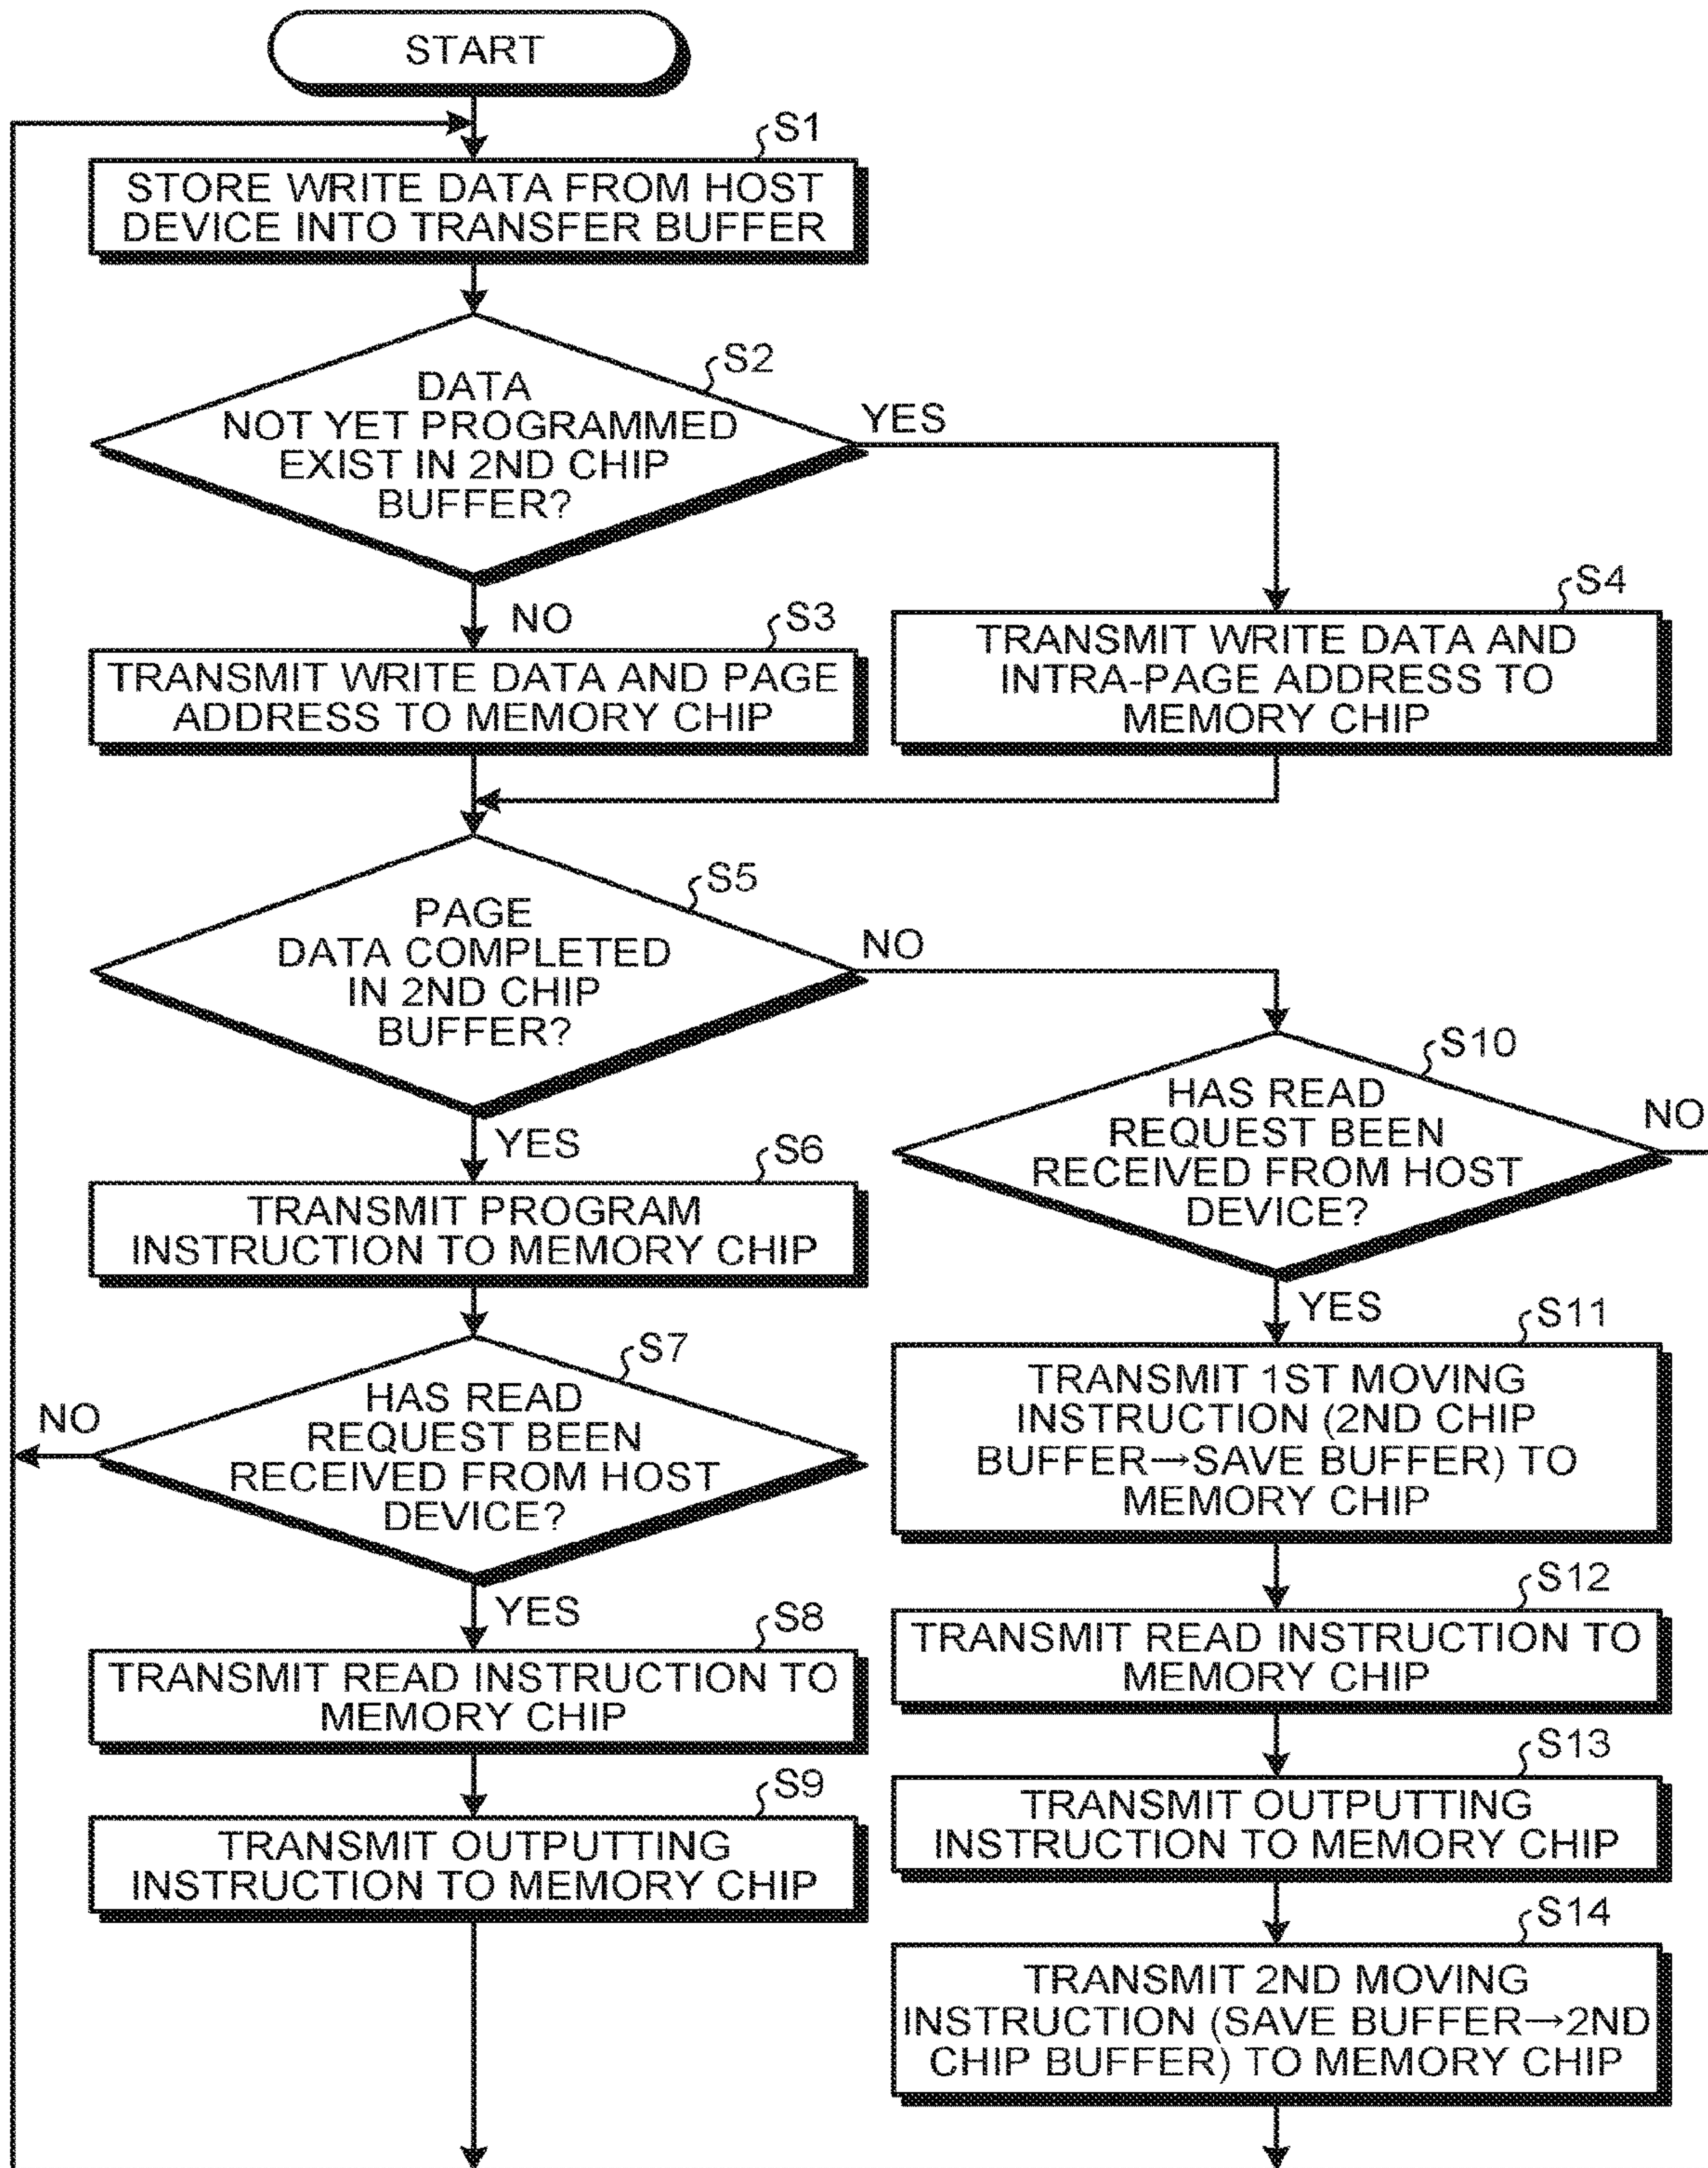 START
S1
STORE WRITE DATA FROM HOST
DEVICE INTO TRANSFER BUFFER
S2
DATA
NOT YET PROGRAMMED
EXIST IN 2ND CHIP
BUFFER?
YES
NO
S3
TRANSMIT WRITE DATA AND PAGE
ADDRESS TO MEMORY CHIP
S4
TRANSMIT WRITE DATA AND
INTRA-PAGE ADDRESS TO
MEMORY CHIP
S5
PAGE
DATA COMPLETED
IN 2ND CHIP
BUFFER?
NO
YES
S6
TRANSMIT PROGRAM
INSTRUCTION TO MEMORY CHIP
S7
HAS READ
REQUEST BEEN
RECEIVED FROM HOST
DEVICE?
NO
YES
S8
TRANSMIT READ INSTRUCTION TO
MEMORY CHIP
S9
TRANSMIT OUTPUTTING
INSTRUCTION TO MEMORY CHIP
S10
HAS READ
REQUEST BEEN
RECEIVED FROM HOST
DEVICE?
NO
YES
S11
TRANSMIT 1ST MOVING
INSTRUCTION (2ND CHIP
BUFFER→SAVE BUFFER) TO
MEMORY CHIP
S12
TRANSMIT READ INSTRUCTION TO
MEMORY CHIP
S13
TRANSMIT OUTPUTTING
INSTRUCTION TO MEMORY CHIP
S14
TRANSMIT 2ND MOVING
INSTRUCTION (SAVE BUFFER→2ND
CHIP BUFFER) TO MEMORY CHIP